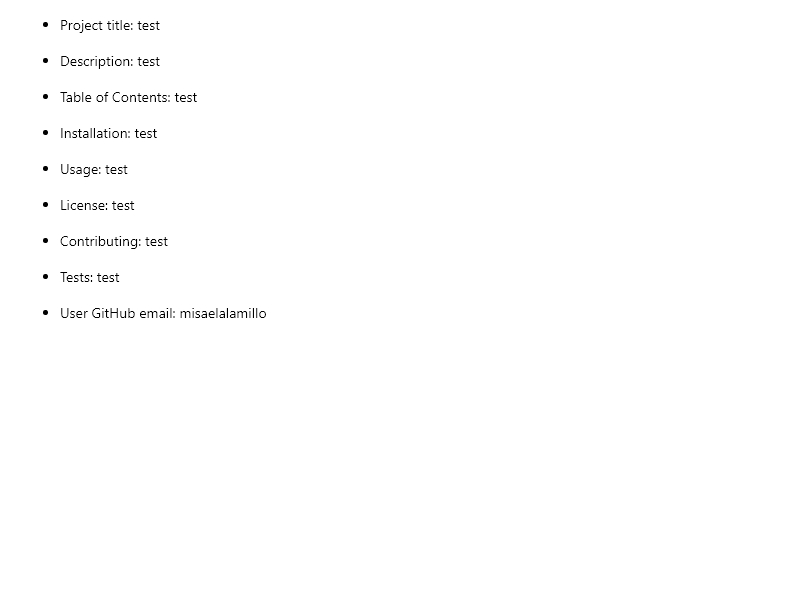 Project title: test
Description: test
Table of Contents: test
Installation: test
Usage: test
License: test
Contributing: test
Tests: test
User GitHub email: misaelalamillo